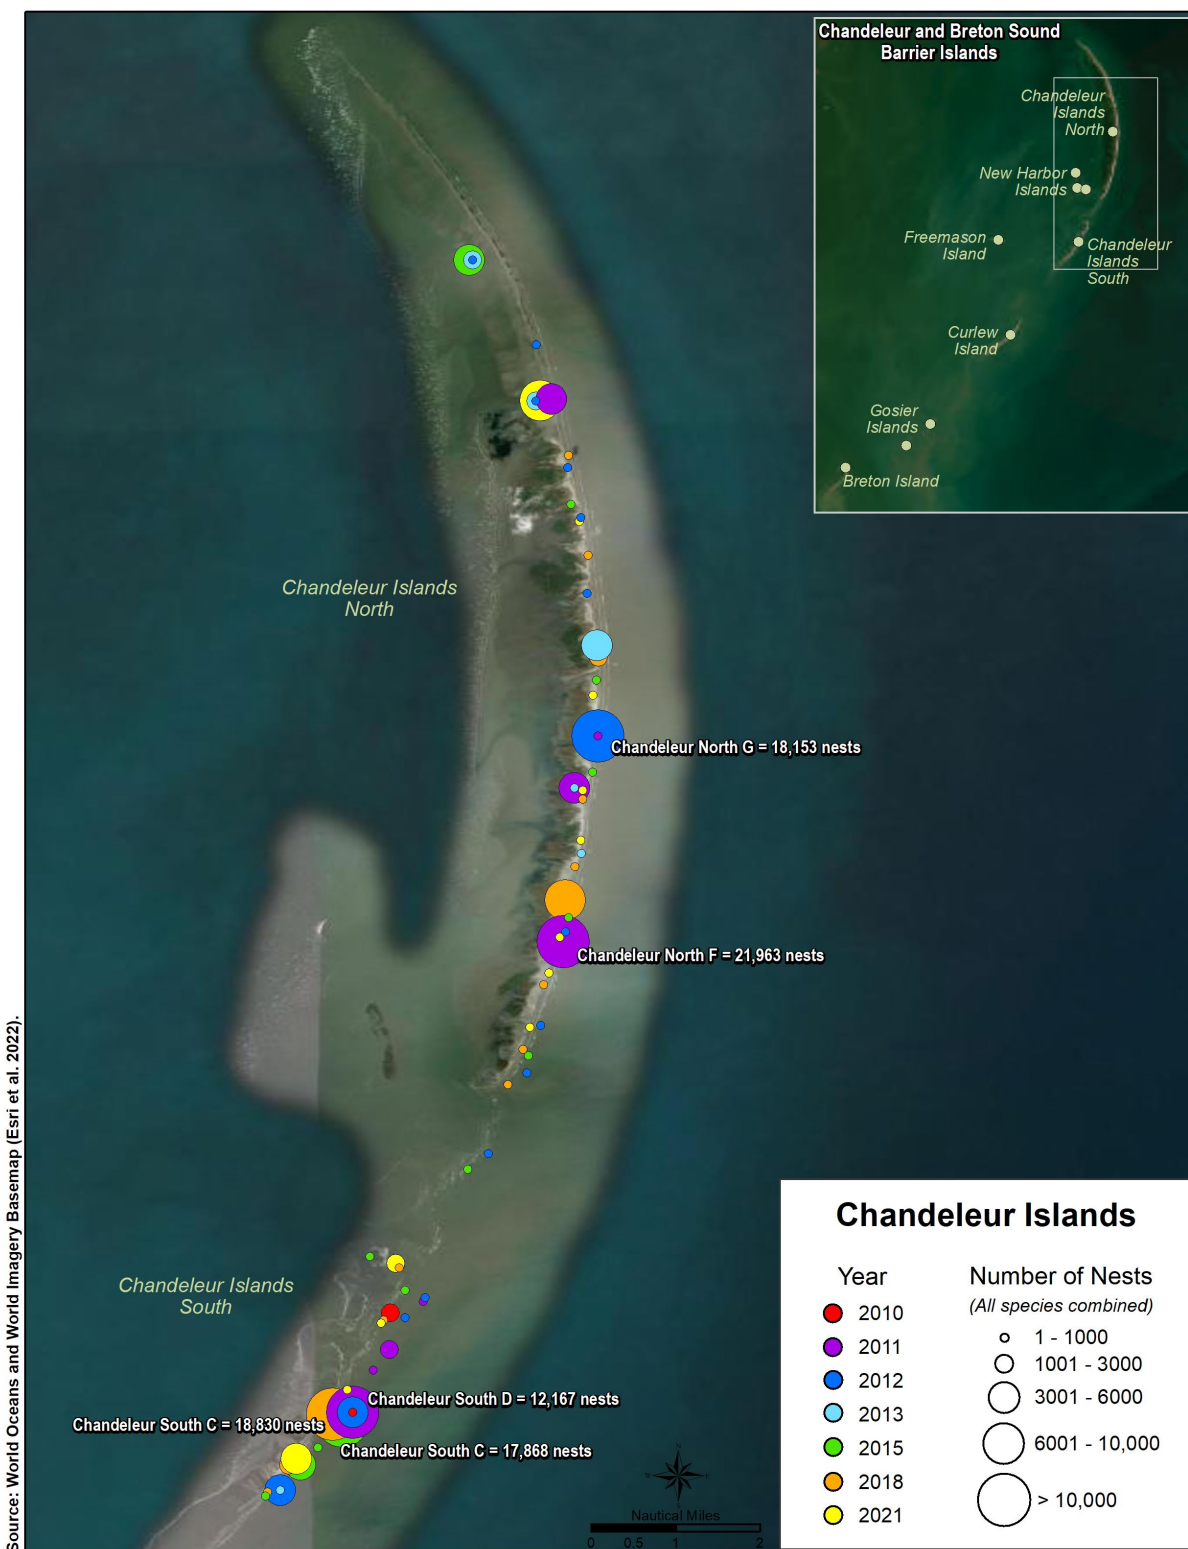 Chandeleur and Breton Sound
Barrier Islands
Chandeleur
Islands
North
New Harbor
Islands
Freemason
Island
Chandeleur
Islands
South
Curlew
Island
Gosier
Islands
Breton Island
Chandeleur Islands
North
Chandeleur North G = 18,153 nests
Chandeleur North F = 21,963 nests
Chandeleur Islands
South
Chandeleur South D = 12,167 nests
Chandeleur South C = 18,830 nests
Chandeleur South C = 17,868 nests
Source: World Oceans and World Imagery Basemap (Esri et al. 2022).
N
Nautical Miles
0 0.5 1 2
Chandeleur Islands
Year
2010
2011
2012
2013
2015
2018
2021
Number of Nests
(All species combined)
1 - 1000
1001 - 3000
3001 - 6000
6001 - 10,000
> 10,000